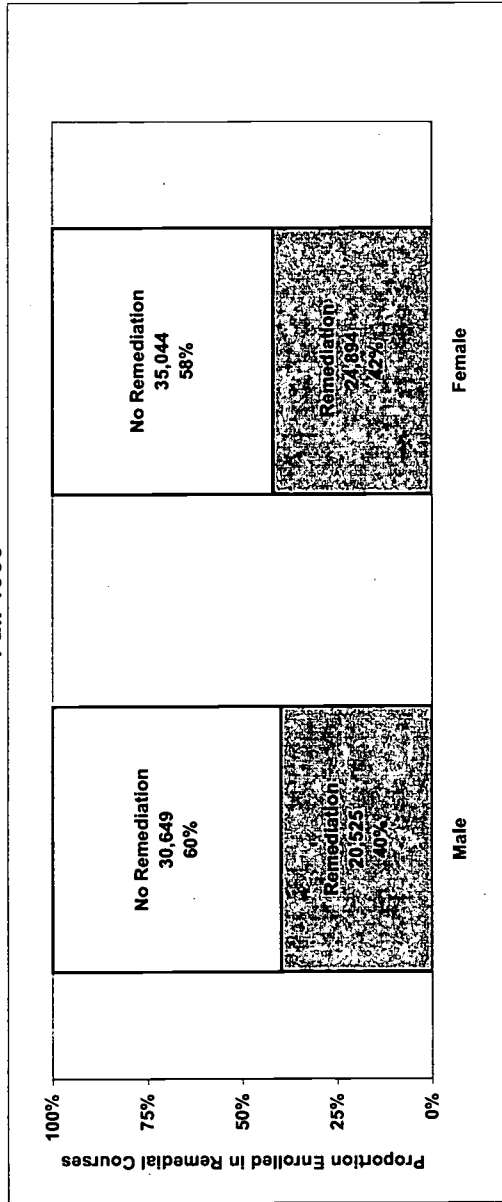 100%
75%
50%
25%
0%
Proportion Enrolled in Remedial Courses
No Remediation
30,649
60%
Remediation
20,525
40%
No Remediation
35,044
58%
Remediation
24,894
42%
Male
Female